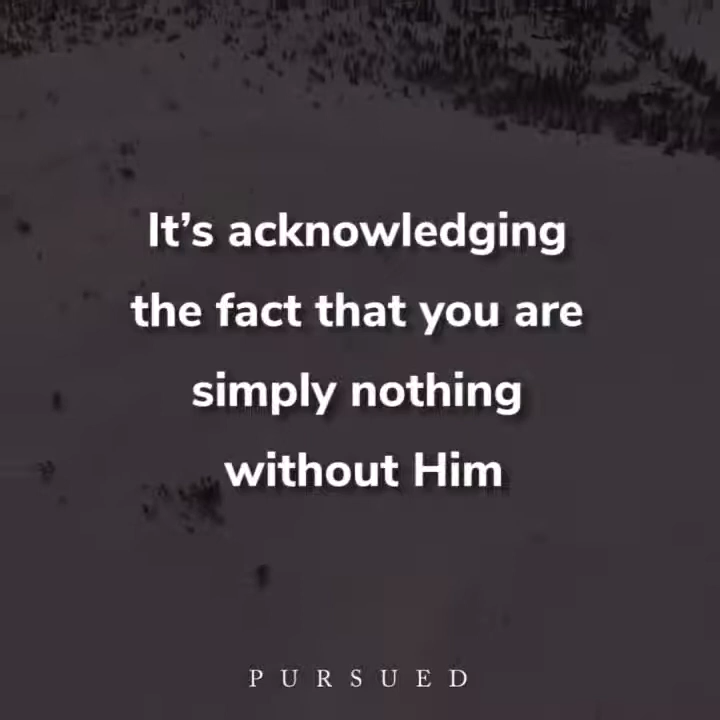 It’s acknowledging
the fact that you are
simply nothing
without Him
PURSUED